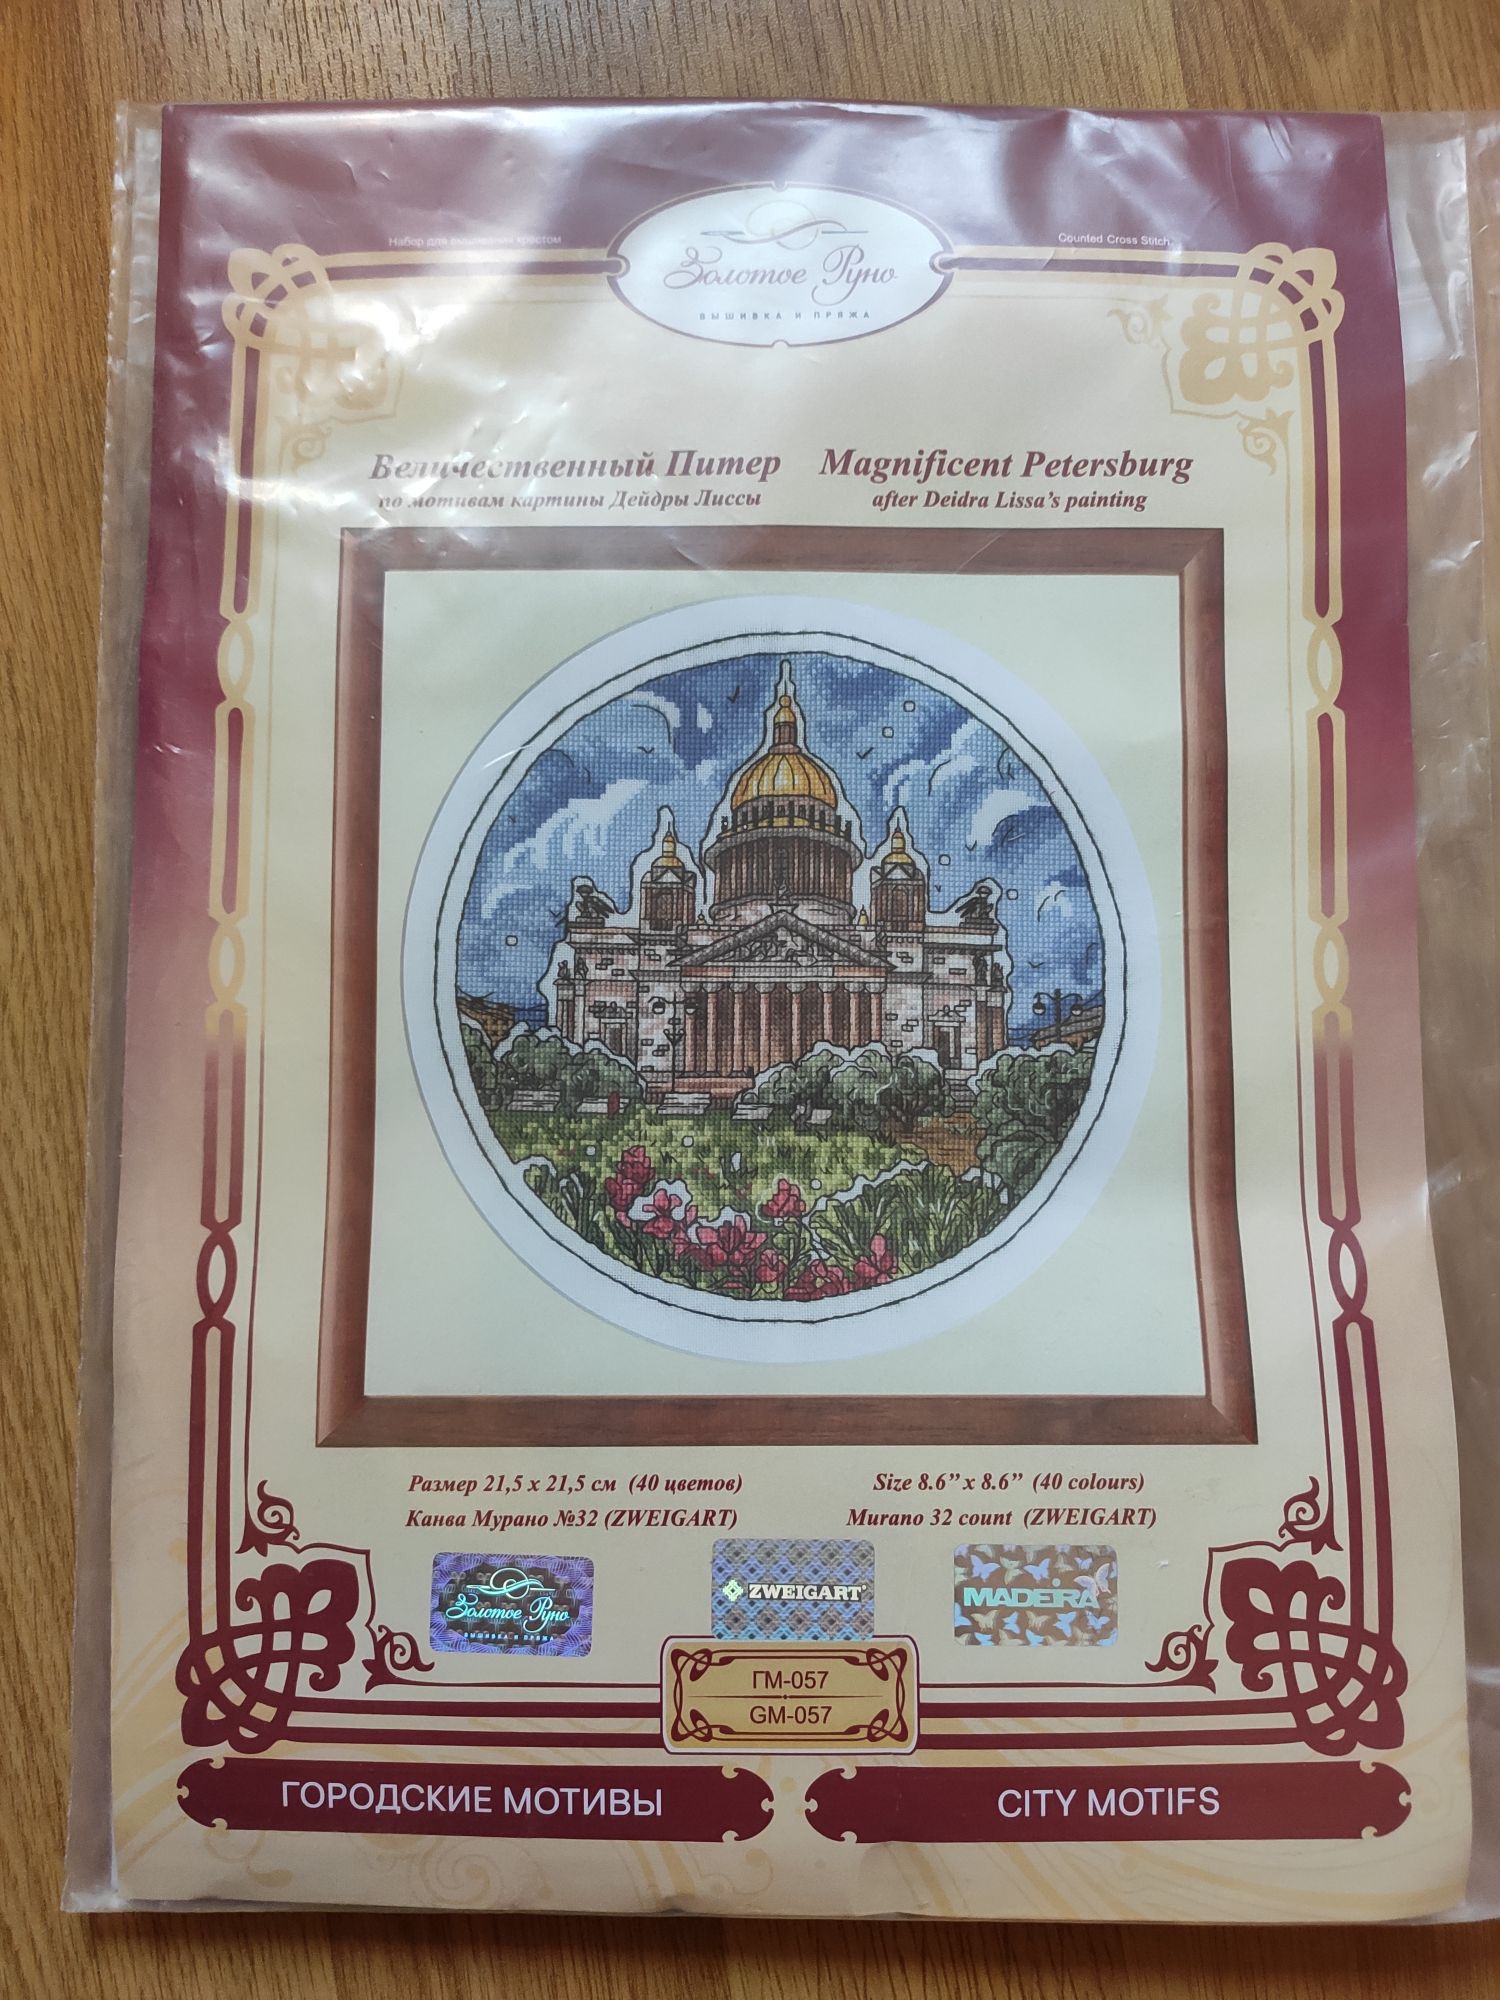 Набор для вышивания крестом
Counted Cross Stitch
Золотое Руно
ВЫШИВКА И ПРЯЖА
Величественный Питер
по мотивам картины Дейдры Лиссы
Magnificent Petersburg
after Deidra Lissa's painting
Размер 21,5 х 21,5 см (40 цветов)
Канва Мурано №32 (ZWEIGART)
Size 8.6" x 8.6" (40 colours)
Murano 32 count (ZWEIGART)
Золотое Руно
ВЫШИВКА И ПРЯЖА
ZWEIGART®
MADEIRA
ГМ-057
GM-057
ГОРОДСКИЕ МОТИВЫ
CITY MOTIFS